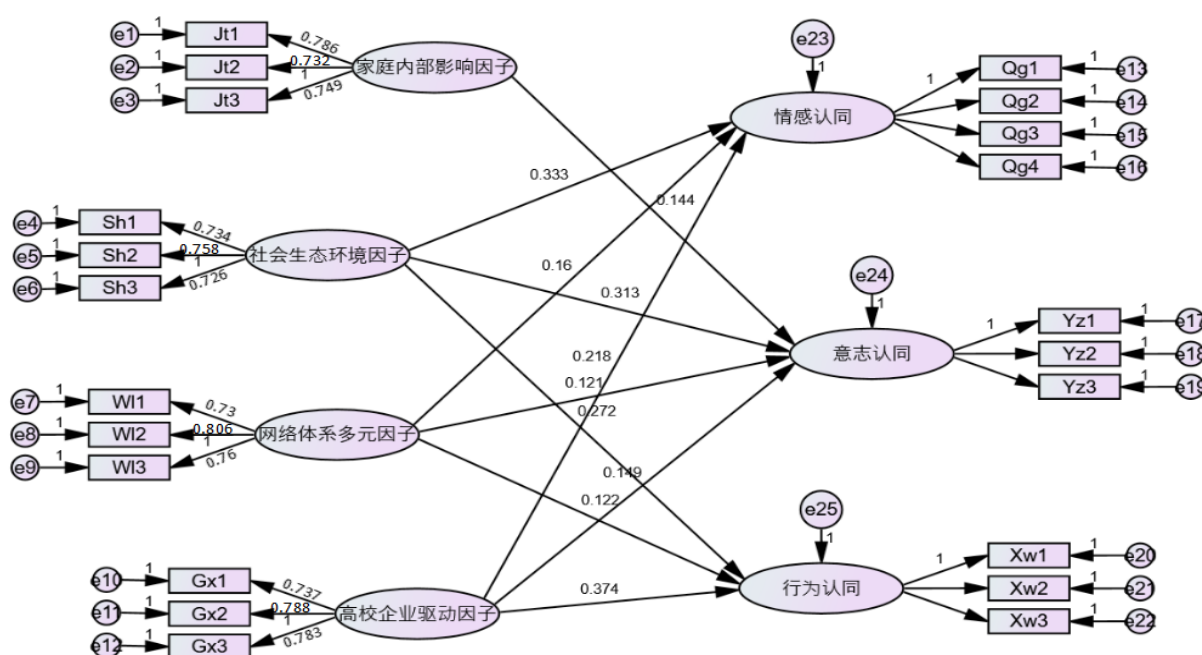 e1
1
Jt1
0.786
e2
1
Jt2
0.732
e3
1
Jt3
1
0.749
家庭内部影响因子
e4
1
Sh1
0.734
e5
1
Sh2
0.758
e6
1
Sh3
1
0.726
社会生态环境因子
e7
1
Wl1
0.73
e8
1
Wl2
0.806
e9
1
Wl3
1
0.76
网络体系多元因子
e10
1
Gx1
0.737
e11
1
Gx2
0.788
e12
1
Gx3
1
0.783
高校企业驱动因子
0.333
0.144
0.16
0.313
0.218
0.121
0.272
0.149
0.122
0.374
e23
1
情感认同
1
Qg1
1
e13
Qg2
1
e14
Qg3
1
e15
Qg4
1
e16
e24
1
意志认同
1
Yz1
1
e17
Yz2
1
e18
Yz3
1
e19
e25
1
行为认同
1
Xw1
1
e20
Xw2
1
e21
Xw3
1
e22